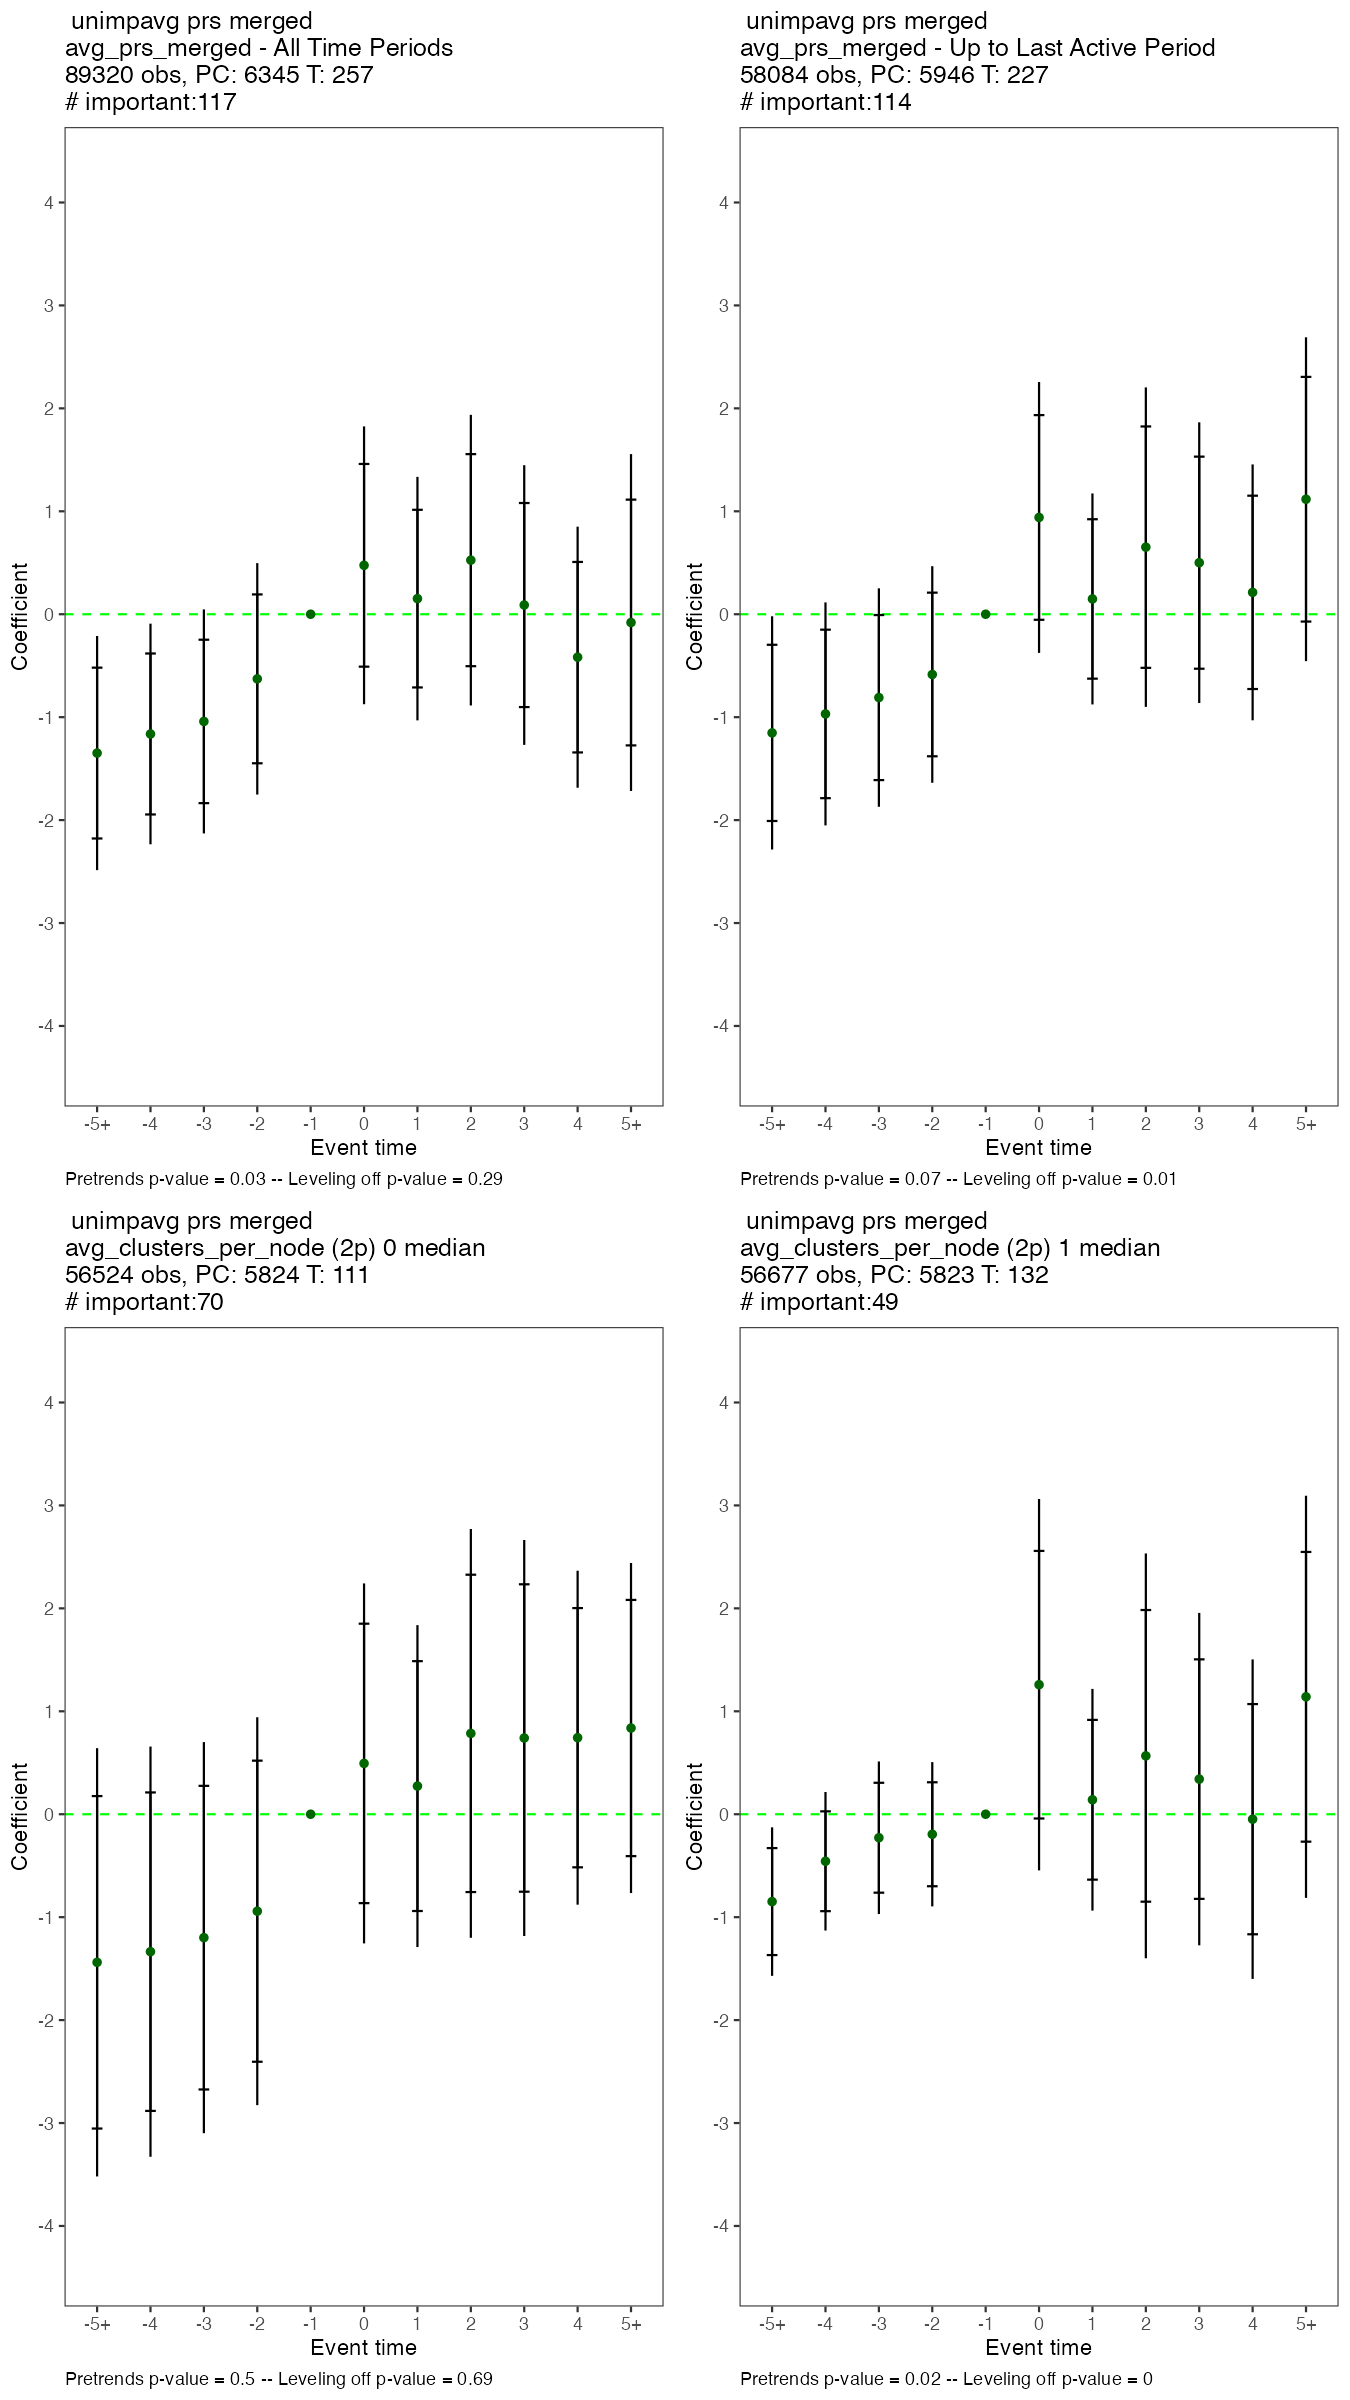 unimpavg prs merged
avg_prs_merged - All Time Periods
89320 obs, PC: 6345 T: 257
# important:117
4
3
2
1
0
-1
-2
-3
-4
Coefficient
-5+ -4 -3 -2 -1 0 1 2 3 4 5+
Event time
Pretrends p-value = 0.03 -- Leveling off p-value = 0.29
unimpavg prs merged
avg_prs_merged - Up to Last Active Period
58084 obs, PC: 5946 T: 227
# important:114
4
3
2
1
0
-1
-2
-3
-4
Coefficient
-5+ -4 -3 -2 -1 0 1 2 3 4 5+
Event time
Pretrends p-value = 0.07 -- Leveling off p-value = 0.01
unimpavg prs merged
avg_clusters_per_node (2p) 0 median
56524 obs, PC: 5824 T: 111
# important:70
4
3
2
1
0
-1
-2
-3
-4
Coefficient
-5+ -4 -3 -2 -1 0 1 2 3 4 5+
Event time
Pretrends p-value = 0.5 -- Leveling off p-value = 0.69
unimpavg prs merged
avg_clusters_per_node (2p) 1 median
56677 obs, PC: 5823 T: 132
# important:49
4
3
2
1
0
-1
-2
-3
-4
Coefficient
-5+ -4 -3 -2 -1 0 1 2 3 4 5+
Event time
Pretrends p-value = 0.02 -- Leveling off p-value = 0